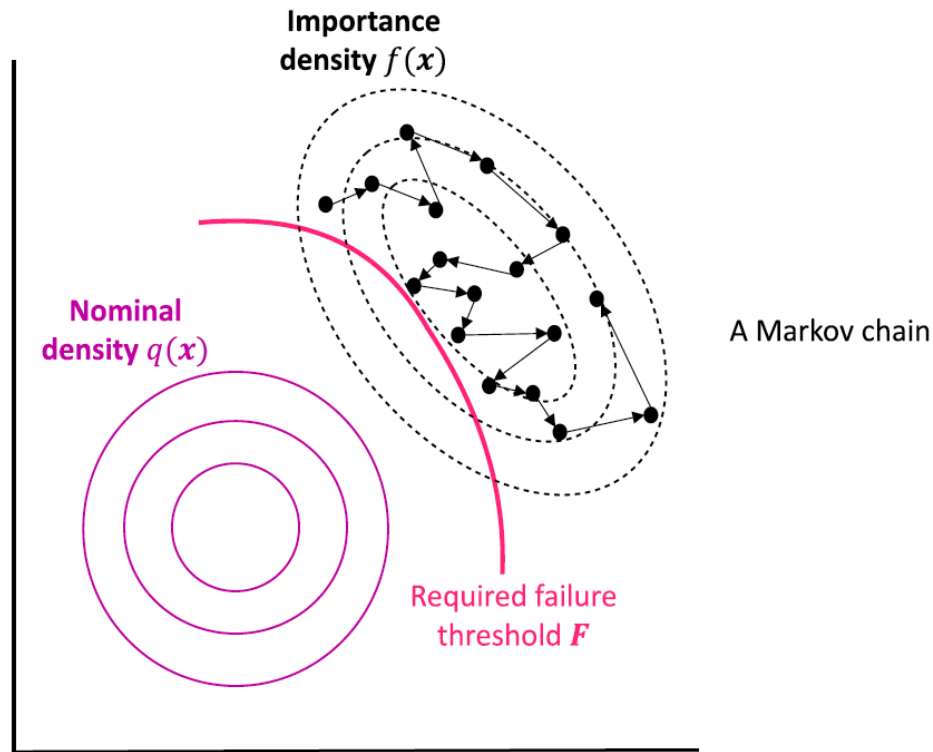 Importance
density f(x)
Nominal
density q(x)
A Markov chain
Required failure
threshold F